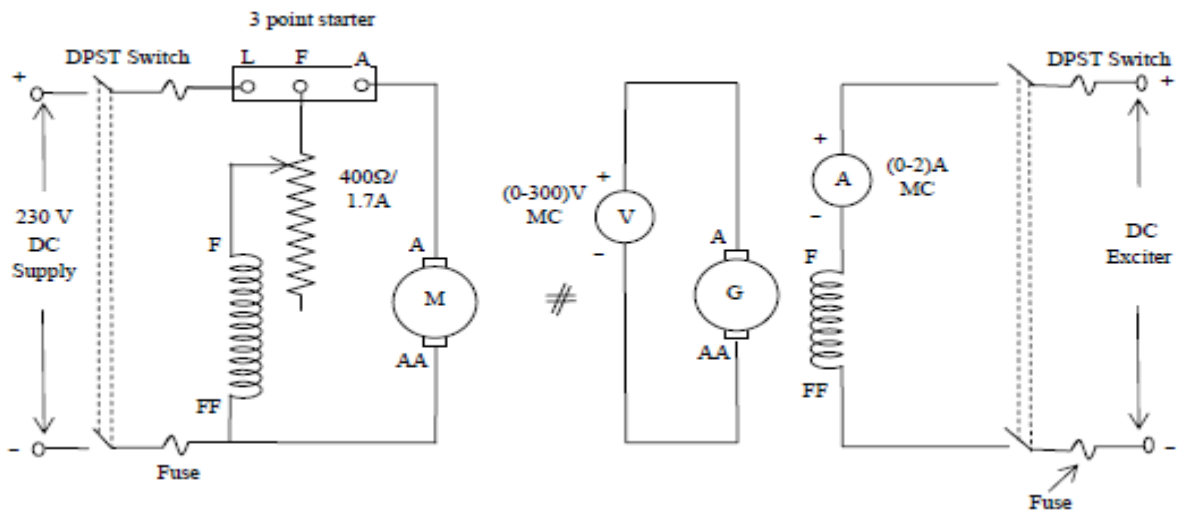 3 point starter
DPST Switch
L F A
+
230 V
DC
Supply
–
Fuse
F
FF
400Ω/
1.7A
A
M
AA
(0-300)V
MC
+
V
–
A
G
AA
+
A
–
(0-2)A
MC
F
FF
DPST Switch
+
DC
Exciter
–
Fuse